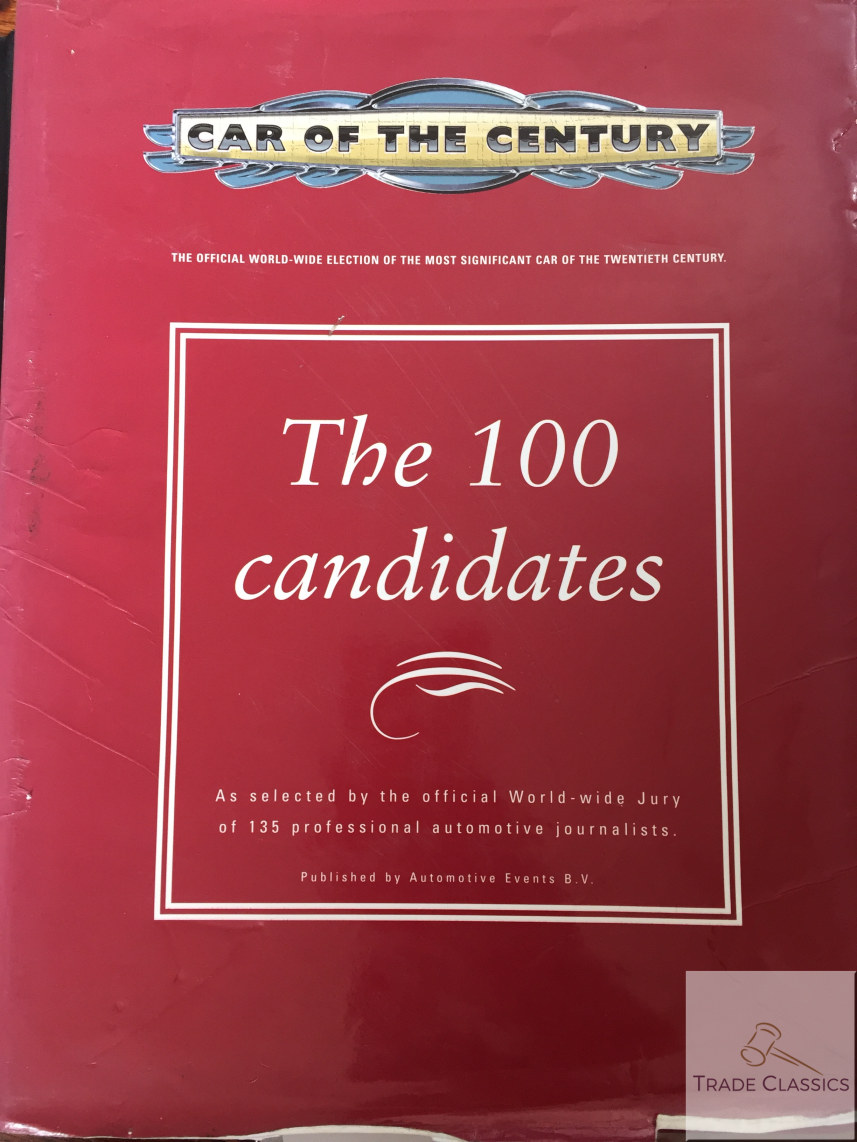 CAR OF THE CENTURY
THE OFFICIAL WORLD-WIDE ELECTION OF THE MOST SIGNIFICANT CAR OF THE TWENTIETH CENTURY.
The 100
candidates
As selected by the official World-wide Jury
of 135 professional automotive journalists.
Published by Automotive Events B.V.
TRADE CLASSICS